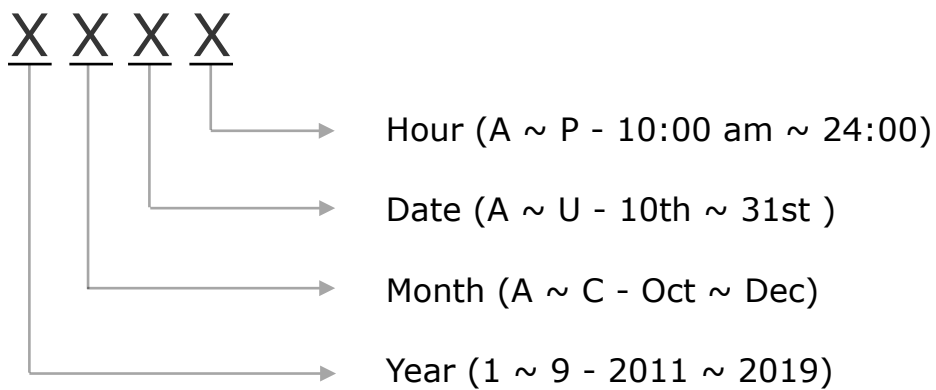 X X X X
Hour (A ~ P - 10:00 am ~ 24:00)
Date (A ~ U - 10th ~ 31st )
Month (A ~ C - Oct ~ Dec)
Year (1 ~ 9 - 2011 ~ 2019)